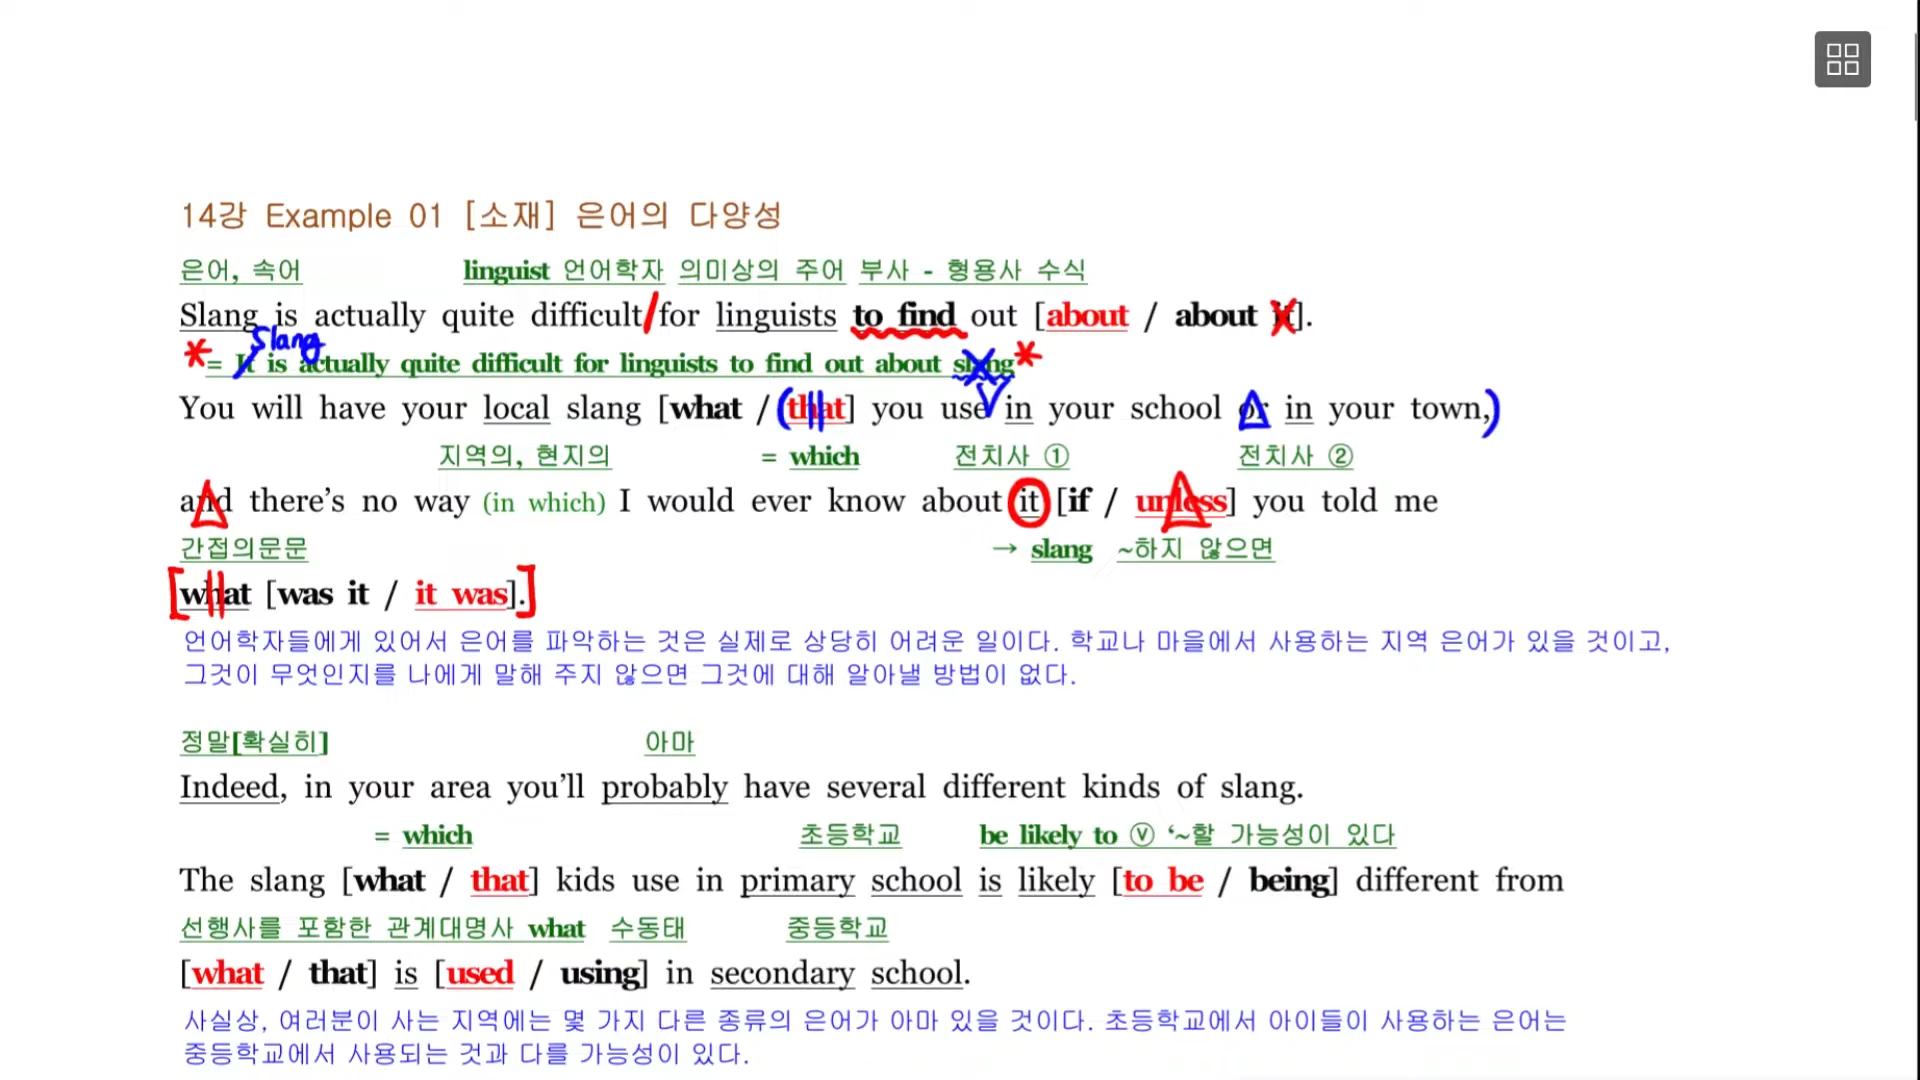 14강 Example 01 [소재] 은어의 다양성
은어, 속어 linguist 언어학자 의미상의 주어 부사 - 형용사 수식
Slang is actually quite difficult/for linguists to find out [about / about it].
Slang
*= It is actually quite difficult for linguists to find out about slang*
You will have your local slang [what / (that] you use in your school or in your town,)
지역의, 현지의 = which 전치사 ① 전치사 ②
and there's no way (in which) I would ever know about it [if / unless] you told me
간접의문문 → slang ~하지 않으면
[what [was it / it was].]
언어학자들에게 있어서 은어를 파악하는 것은 실제로 상당히 어려운 일이다. 학교나 마을에서 사용하는 지역 은어가 있을 것이고,
그것이 무엇인지를 나에게 말해 주지 않으면 그것에 대해 알아낼 방법이 없다.
정말[확실히] 아마
Indeed, in your area you'll probably have several different kinds of slang.
= which 초등학교 be likely to ⓥ '~할 가능성이 있다
The slang [what / that] kids use in primary school is likely [to be / being] different from
선행사를 포함한 관계대명사 what 수동태 중등학교
[what / that] is [used / using] in secondary school.
사실상, 여러분이 사는 지역에는 몇 가지 다른 종류의 은어가 아마 있을 것이다. 초등학교에서 아이들이 사용하는 은어는
중등학교에서 사용되는 것과 다를 가능성이 있다.